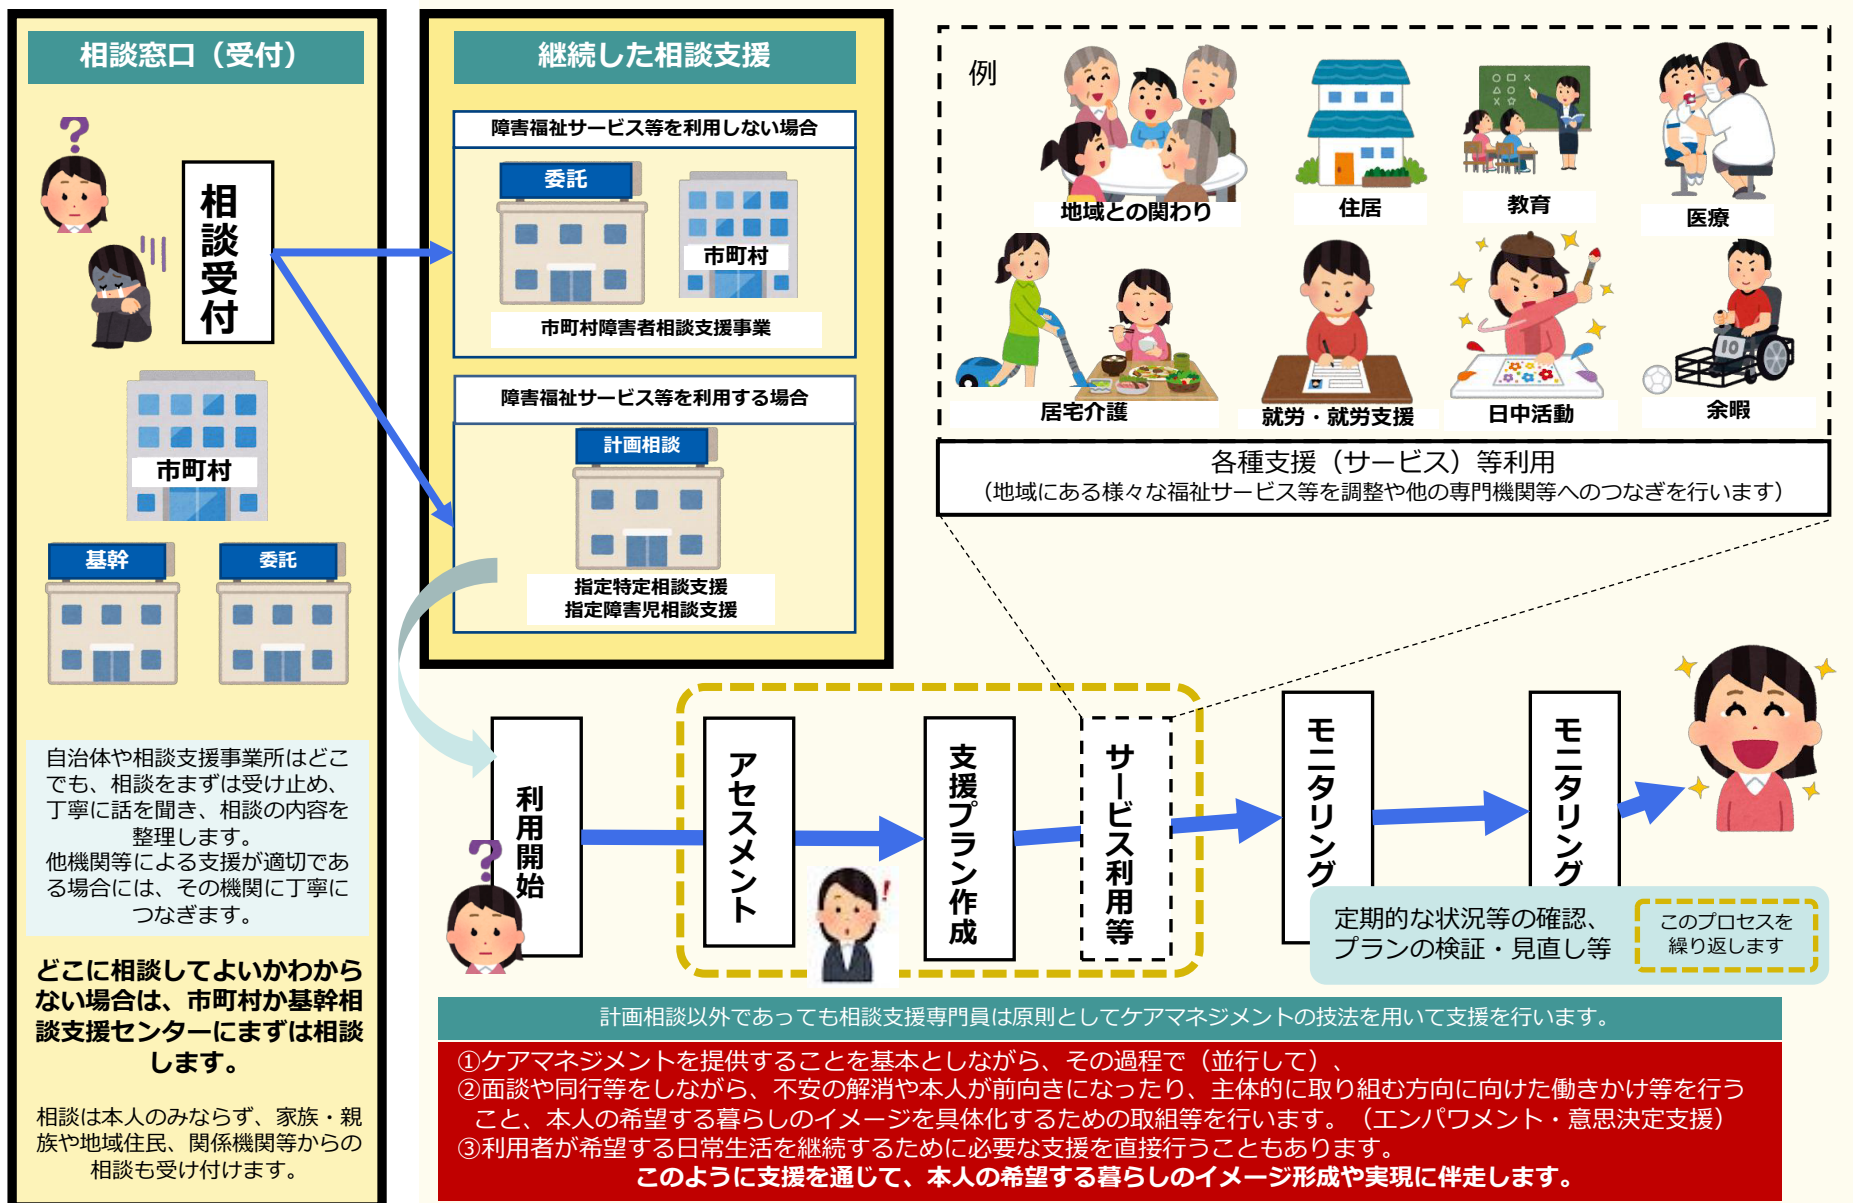 相談窓口（受付）
?
相談受付
市町村
基幹
委託
自治体や相談支援事業所はどこ
でも、相談をまずは受け止め、
丁寧に話を聞き、相談の内容を
整理します。
他機関等による支援が適切であ
る場合には、その機関に丁寧に
つなぎます。
どこに相談してよいかわから
ない場合は、市町村か基幹相
談支援センターにまずは相談
します。
相談は本人のみならず、家族・親
族や地域住民、関係機関等からの
相談も受け付けます。
継続した相談支援
障害福祉サービス等を利用しない場合
委託
市町村
市町村障害者相談支援事業
障害福祉サービス等を利用する場合
計画相談
指定特定相談支援
指定障害児相談支援
例
地域との関わり
住居
教育
医療
居宅介護
就労・就労支援
日中活動
10
余暇
各種支援（サービス）等利用
（地域にある様々な福祉サービス等を調整や他の専門機関等へのつなぎを行います）
利用開始
?
アセスメント
!
支援プラン作成
サービス利用等
モニタリング
モニタリング
定期的な状況等の確認、
プランの検証・見直し等
このプロセスを
繰り返します
計画相談以外であっても相談支援専門員は原則としてケアマネジメントの技法を用いて支援を行います。
①ケアマネジメントを提供することを基本としながら、その過程で（並行して）、
②面談や同行等をしながら、不安の解消や本人が前向きになったり、主体的に取り組む方向に向けた働きかけ等を行う
こと、本人の希望する暮らしのイメージを具体化するための取組等を行います。（エンパワメント・意思決定支援）
③利用者が希望する日常生活を継続するために必要な支援を直接行うこともあります。
このように支援を通じて、本人の希望する暮らしのイメージ形成や実現に伴走します。